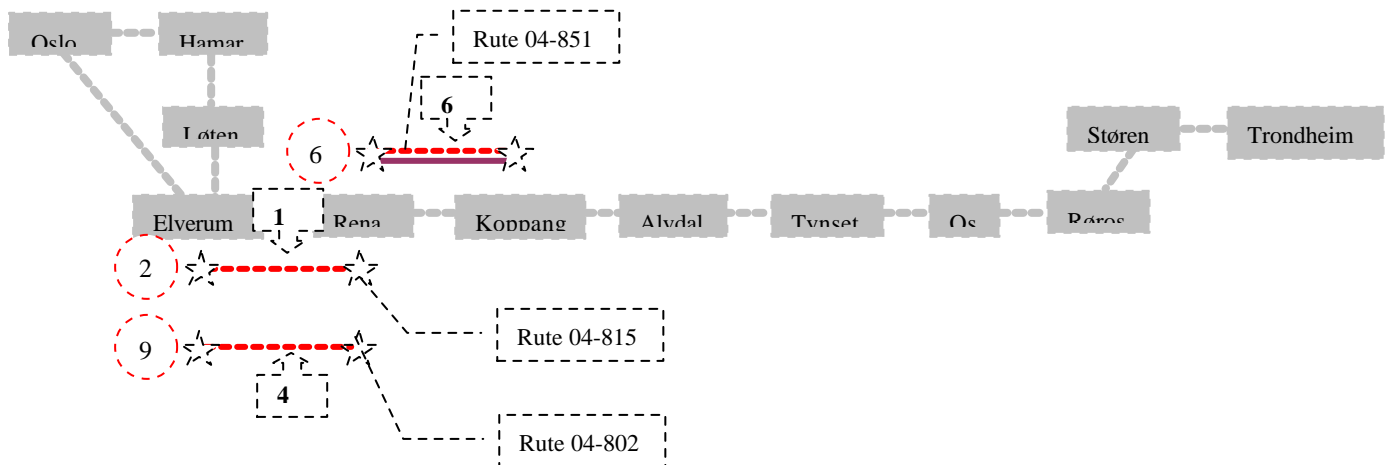 Rute 04-851
Oslo
Hamar
6
Løten
6
Støren
Trondheim
Elverum
1
Rena
Koppang
Alvdal
Tynset
Os
Røros
2
Rute 04-815
9
4
Rute 04-802